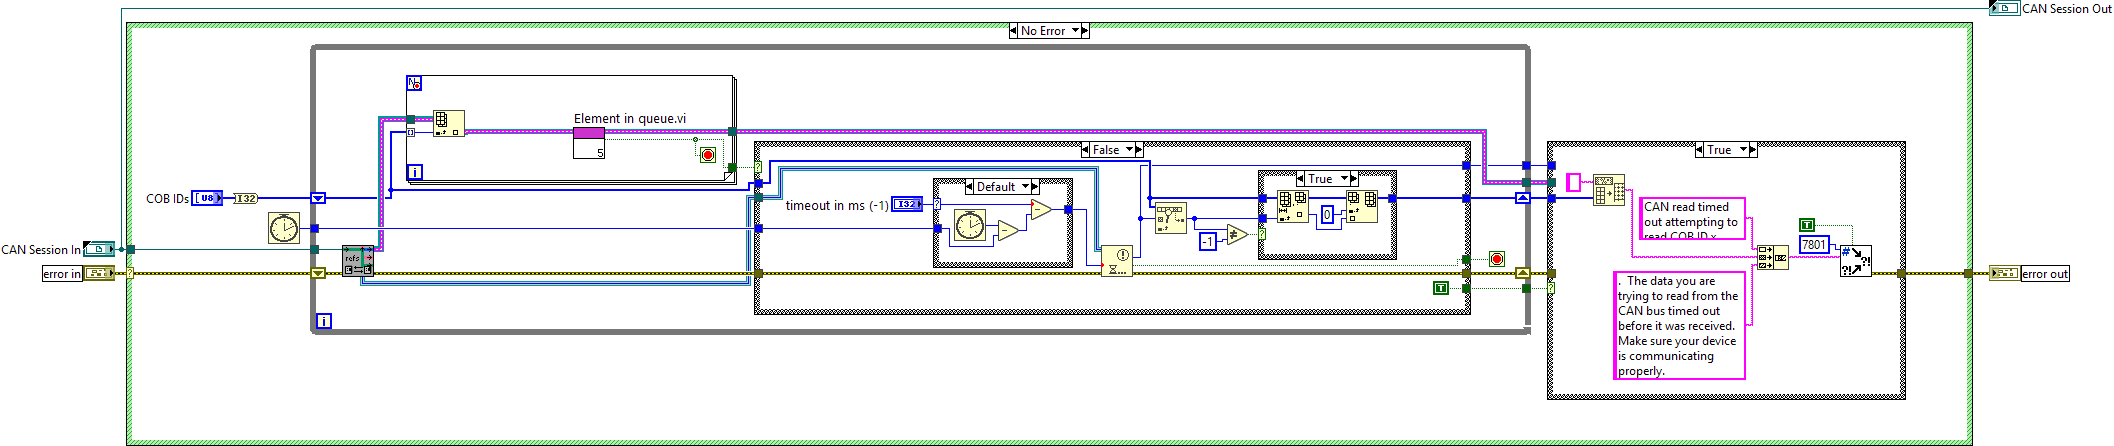 CAN Session Out
No Error
N
Element in queue.vi
5
i
False
True
COB IDs
U8
I32
Default
True
timeout in ms (-1)
I32
0
CAN read timed
out attempting to
read COB ID x
T
-1
7801
CAN Session In
refs
error in
T
.  The data you are
trying to read from the
CAN bus timed out
before it was received.
Make sure your device
is communicating
properly.
error out
i